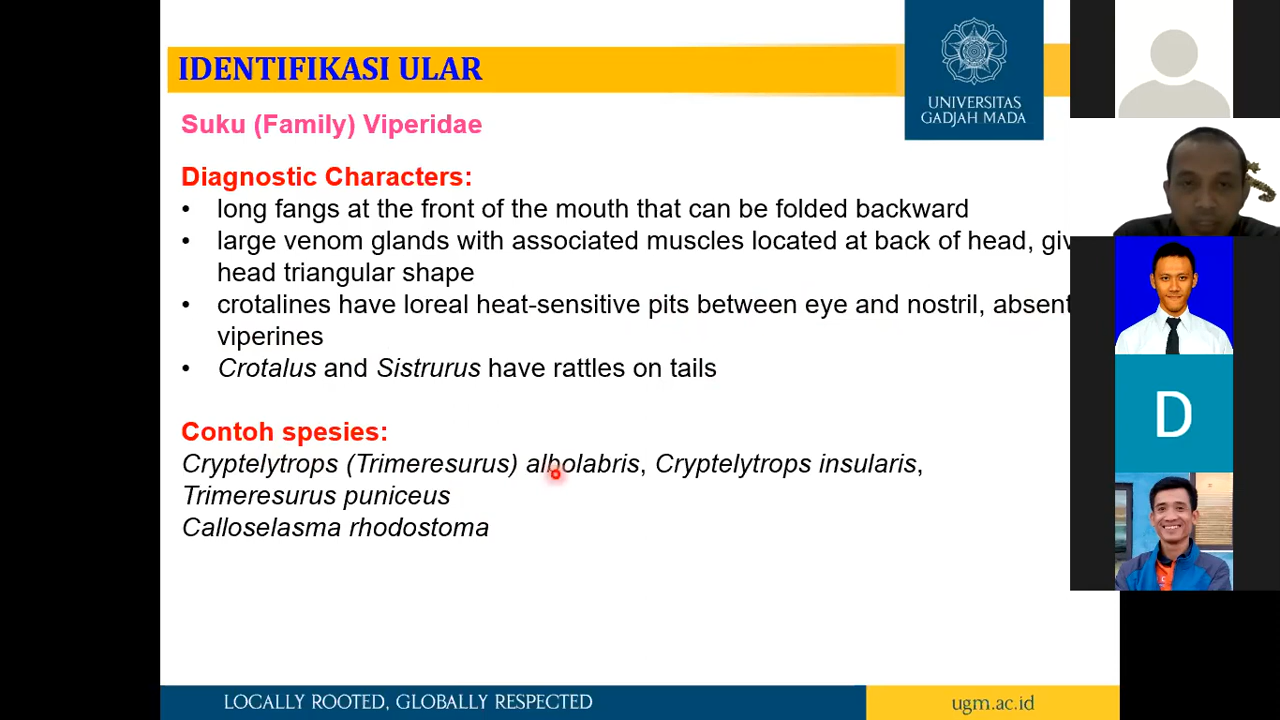 IDENTIFIKASI ULAR
UNIVERSITAS
GADJAH MADA
Suku (Family) Viperidae
Diagnostic Characters:
• long fangs at the front of the mouth that can be folded backward
• large venom glands with associated muscles located at back of head, giv
head triangular shape
• crotalines have loreal heat-sensitive pits between eye and nostril, absent
viperines
• Crotalus and Sistrurus have rattles on tails
Contoh spesies:
Cryptelytrops (Trimeresurus) albolabris, Cryptelytrops insularis,
Trimeresurus puniceus
Calloselasma rhodostoma
D
LOCALLY ROOTED, GLOBALLY RESPECTED
ugm.ac.id